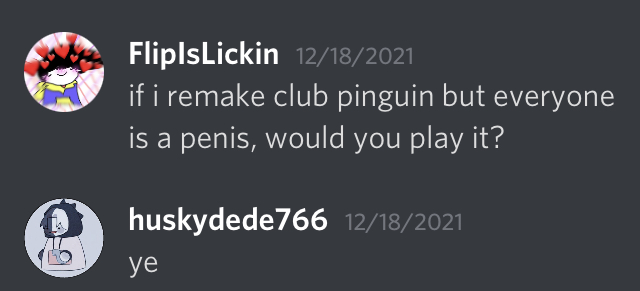 FlipIsLickin 12/18/2021
if i remake club pinguin but everyone
is a penis, would you play it?
huskydede766 12/18/2021
ye